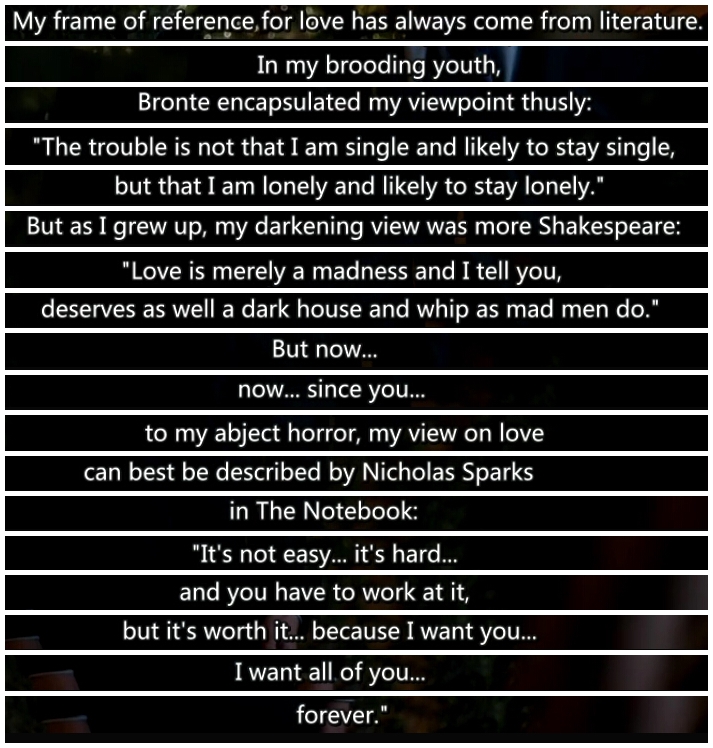 My frame of reference,for love has always come from literature.
In my brooding youth,
Bronte encapsulated my viewpoint thusly:
"The trouble is not that I am single and likely to stay single,
but that I am lonely and likely to stay lonely."
But as I grew up, my darkening view was more Shakespeare:
"Love is merely a madness and I tell you,
deserves as well a dark house and whip as mad men do."
But now...
now... since you...
to my abject horror, my view on love
can best be described by Nicholas Sparks
in The Notebook:
"It's not easy... it's hard...
and you have to work at it,
but it's worth it... because I want you...
I want all of you...
forever."